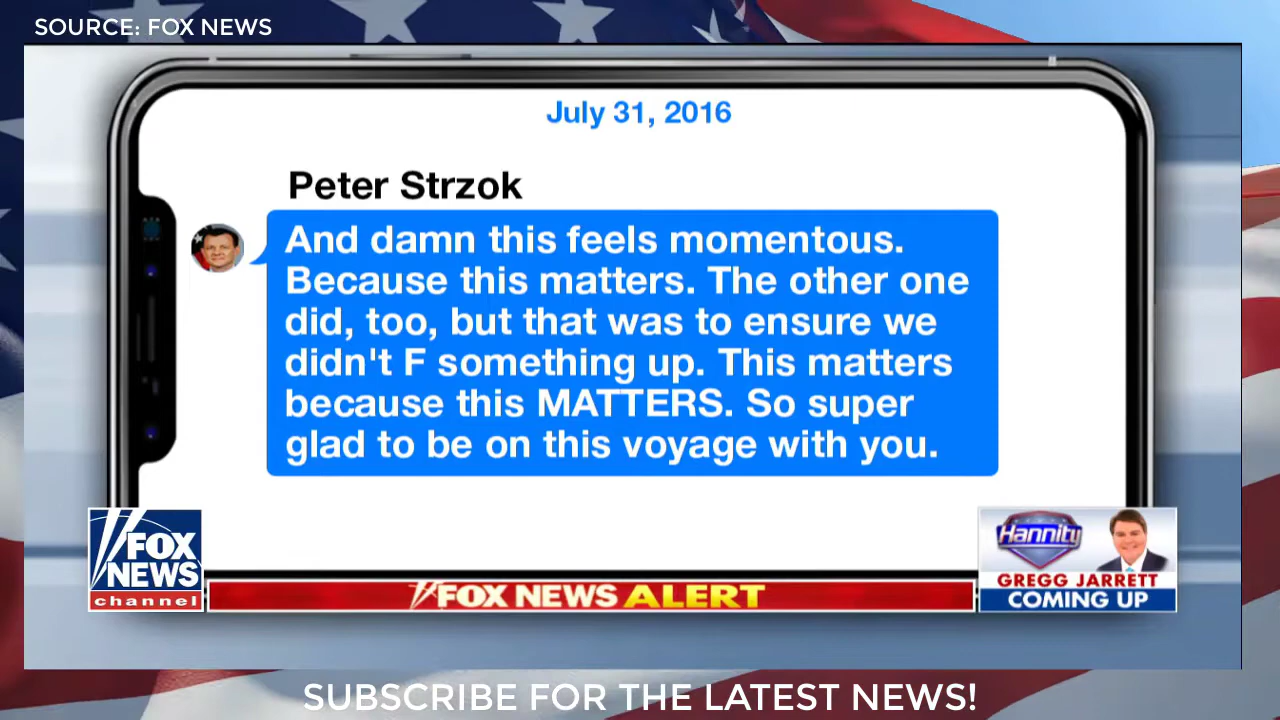 SOURCE: FOX NEWS
July 31, 2016
Peter Strzok
And damn this feels momentous.
Because this matters. The other one
did, too, but that was to ensure we
didn't F something up. This matters
because this MATTERS. So super
glad to be on this voyage with you.
FOX
NEWS
channel
FOX NEWS ALERT
Hannity
GREGG JARRETT
COMING UP
SUBSCRIBE FOR THE LATEST NEWS!